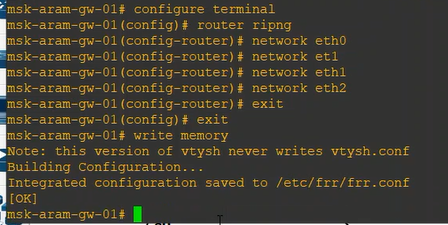 msk-aram-gw-01# configure terminal
msk-aram-gw-01(config)# router ripng
msk-aram-gw-01(config-router)# network eth0
msk-aram-gw-01(config-router)# network et1
msk-aram-gw-01(config-router)# network eth1
msk-aram-gw-01(config-router)# network eth2
msk-aram-gw-01(config-router)# exit
msk-aram-gw-01(config)# exit
msk-aram-gw-01# write memory
Note: this version of vtysh never writes vtysh.conf
Building Configuration...
Integrated configuration saved to /etc/frr/frr.conf
[OK]
msk-aram-gw-01#